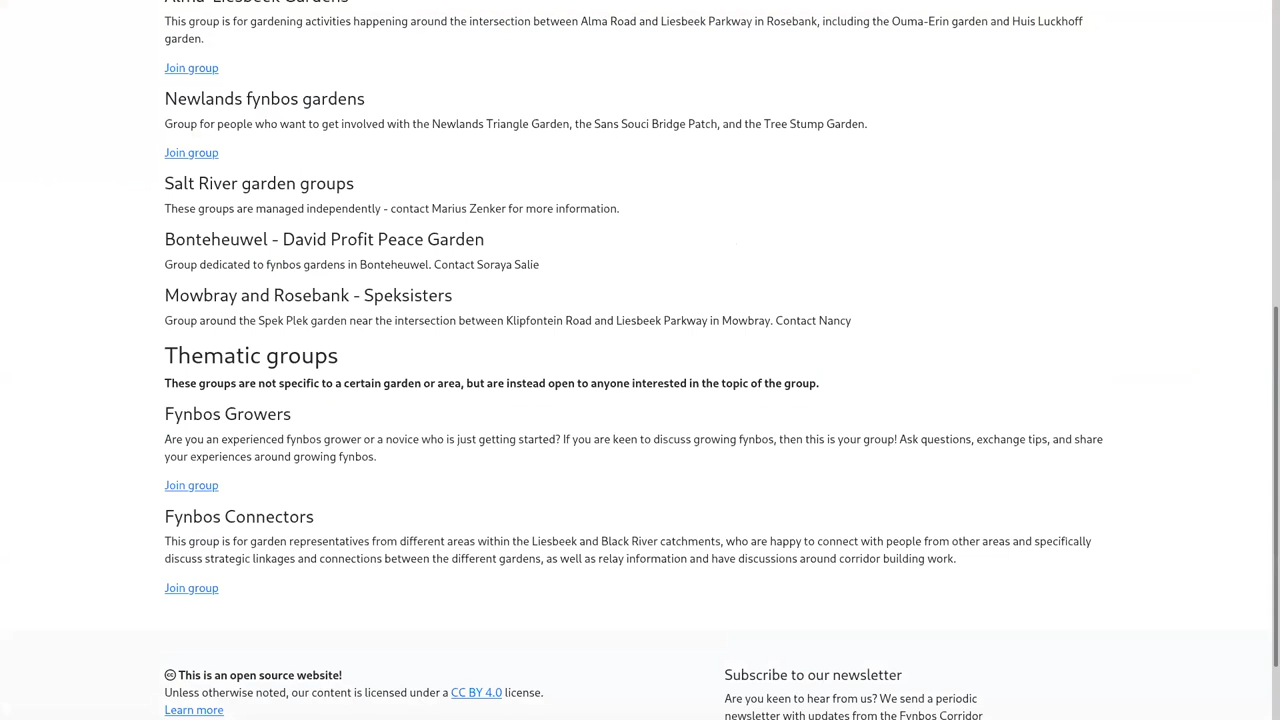 Alma-Liesbeek Gardens
This group is for gardening activities happening around the intersection between Alma Road and Liesbeek Parkway in Rosebank, including the Ouma-Erin garden and Huis Luckhoff
garden.
Join group
Newlands fynbos gardens
Group for people who want to get involved with the Newlands Triangle Garden, the Sans Souci Bridge Patch, and the Tree Stump Garden.
Join group
Salt River garden groups
These groups are managed independently - contact Marius Zenker for more information.
Bonteheuwel - David Profit Peace Garden
Group dedicated to fynbos gardens in Bonteheuwel. Contact Soraya Salie
Mowbray and Rosebank - Speksisters
Group around the Spek Plek garden near the intersection between Klipfontein Road and Liesbeek Parkway in Mowbray. Contact Nancy
Thematic groups
These groups are not specific to a certain garden or area, but are instead open to anyone interested in the topic of the group.
Fynbos Growers
Are you an experienced fynbos grower or a novice who is just getting started? If you are keen to discuss growing fynbos, then this is your group! Ask questions, exchange tips, and share
your experiences around growing fynbos.
Join group
Fynbos Connectors
This group is for garden representatives from different areas within the Liesbeek and Black River catchments, who are happy to connect with people from other areas and specifically
discuss strategic linkages and connections between the different gardens, as well as relay information and have discussions around corridor building work.
Join group
This is an open source website!
Unless otherwise noted, our content is licensed under a CC BY 4.0 license.
Learn more
Subscribe to our newsletter
Are you keen to hear from us? We send a periodic
newsletter with updates from the Fynbos Corridor